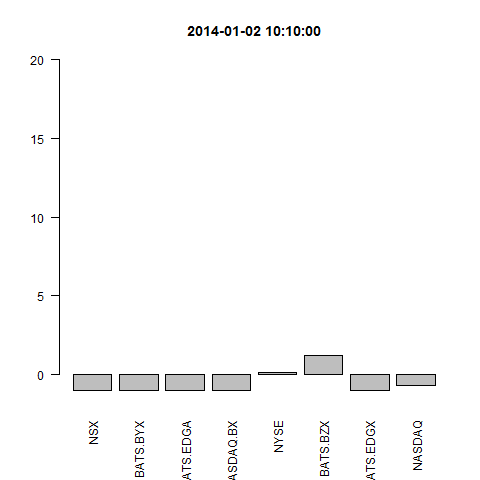 2014-01-02 10:10:00
20
15
10
5
0
NSX
BATS.BYX
ATS.EDGA
ASDAQ.BX
NYSE
BATS.BZX
ATS.EDGX
NASDAQ